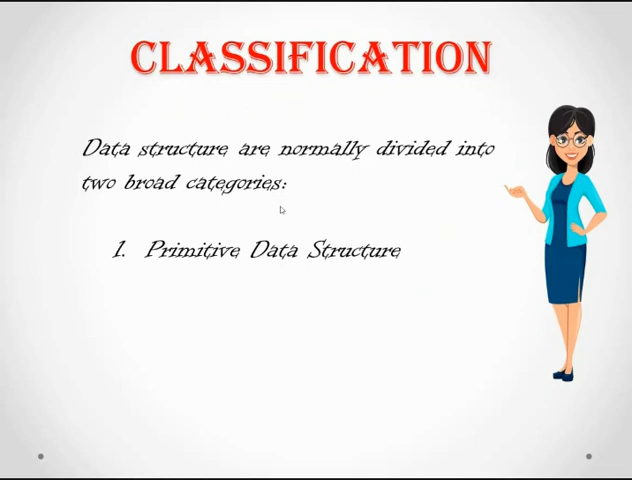 CLASSIFICATION
Data structure are normally divided into
two broad categories:
1. Primitive Data Structure